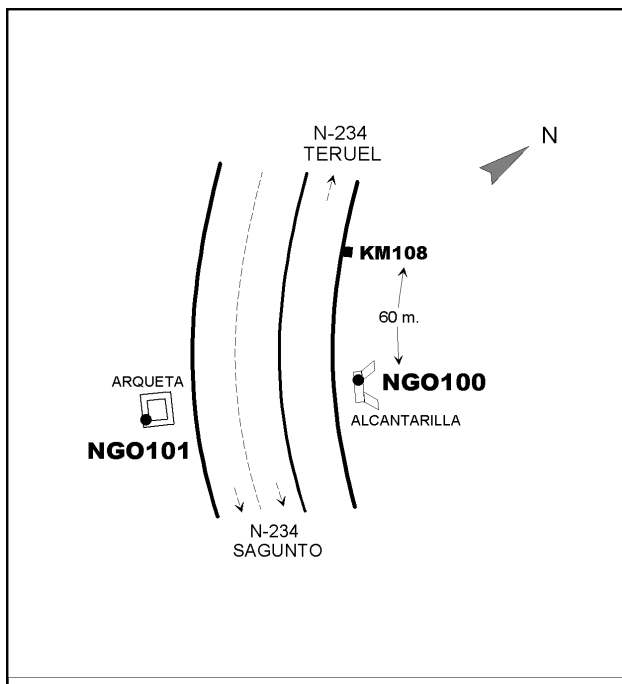 N-234
TERUEL
N
KM108
60 m.
ARQUETA
NGO100
ALCANTARILLA
NGO101
N-234
SAGUNTO